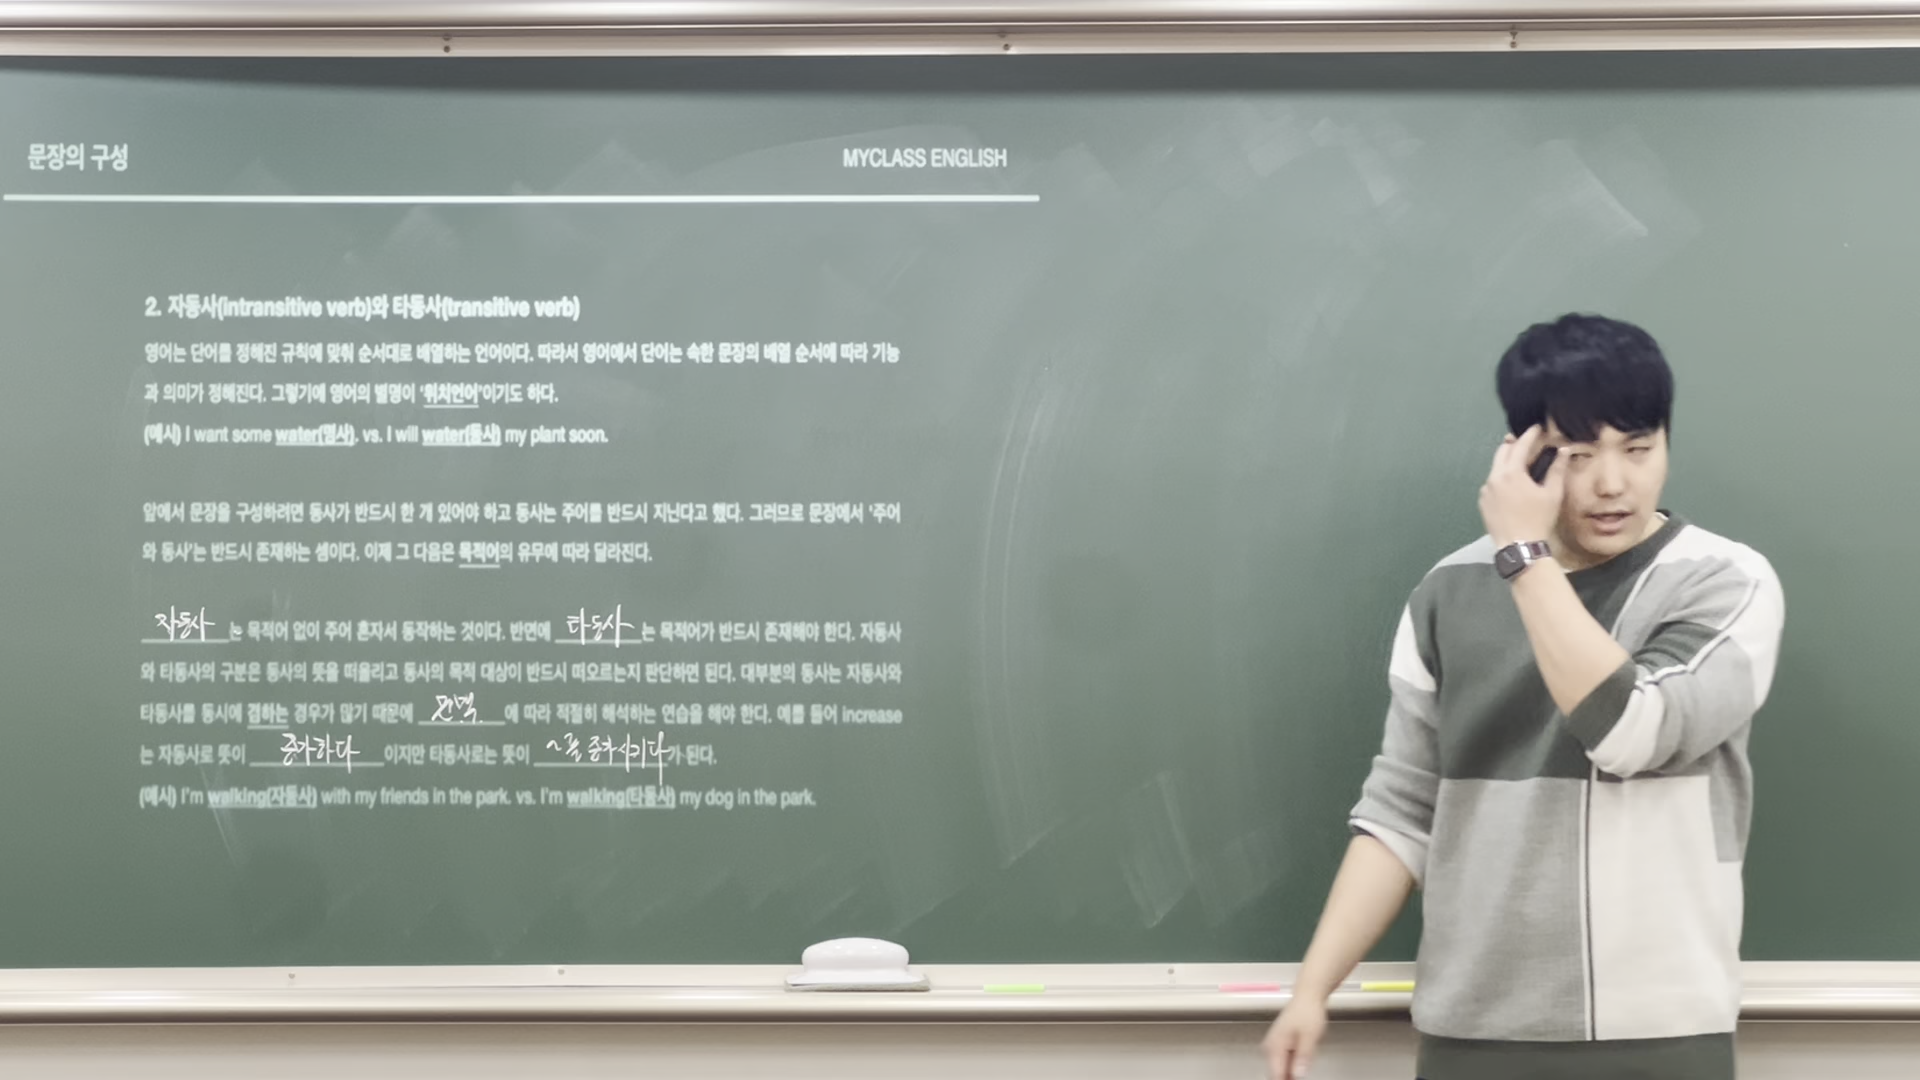 문장의 구성 MYCLASS ENGLISH
2. 자동사(intransitive verb)와 타동사(transitive verb)
영어는 단어를 정해진 규칙에 맞춰 순서대로 배열하는 언어이다. 따라서 영어에서 단어는 속한 문장의 배열 순서에 따라 기능
과 의미가 정해진다. 그렇기에 영어의 별명이 '위치언어'이기도 하다.
(예시) I want some water(명사). vs. I will water(동사) my plant soon.
앞에서 문장을 구성하려면 동사가 반드시 한 개 있어야 하고 동사는 주어를 반드시 지닌다고 했다. 그러므로 문장에서 '주어
와 동사'는 반드시 존재하는 셈이다. 이제 그 다음은 목적어의 유무에 따라 달라진다.
자동사 는 목적어 없이 주어 혼자서 동작하는 것이다. 반면에 타동사 는 목적어가 반드시 존재해야 한다. 자동사
와 타동사의 구분은 동사의 뜻을 떠올리고 동사의 목적 대상이 반드시 떠오르는지 판단하면 된다. 대부분의 동사는 자동사와
타동사를 동시에 겸하는 경우가 많기 때문에 문맥 에 따라 적절히 해석하는 연습을 해야 한다. 예를 들어 increase
는 자동사로 뜻이 증가하다 이지만 타동사로는 뜻이 ~을 증가시키다 가 된다.
(예시) I'm walking(자동사) with my friends in the park. vs. I'm walking(타동사) my dog in the park.